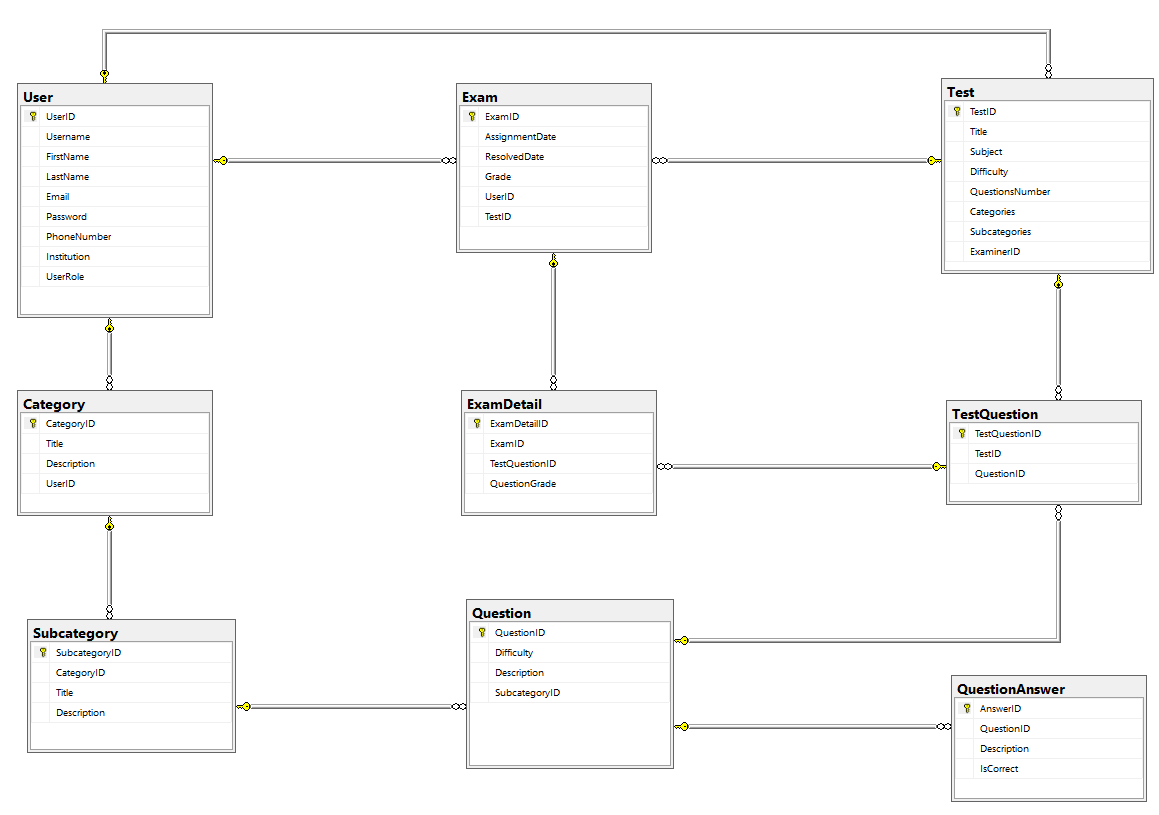 User
UserID
Username
FirstName
LastName
Email
Password
PhoneNumber
Institution
UserRole
Exam
ExamID
AssignmentDate
ResolvedDate
Grade
UserID
TestID
Test
TestID
Title
Subject
Difficulty
QuestionsNumber
Categories
Subcategories
ExaminerID
Category
CategoryID
Title
Description
UserID
ExamDetail
ExamDetailID
ExamID
TestQuestionID
QuestionGrade
TestQuestion
TestQuestionID
TestID
QuestionID
Subcategory
SubcategoryID
CategoryID
Title
Description
Question
QuestionID
Difficulty
Description
SubcategoryID
QuestionAnswer
AnswerID
QuestionID
Description
IsCorrect